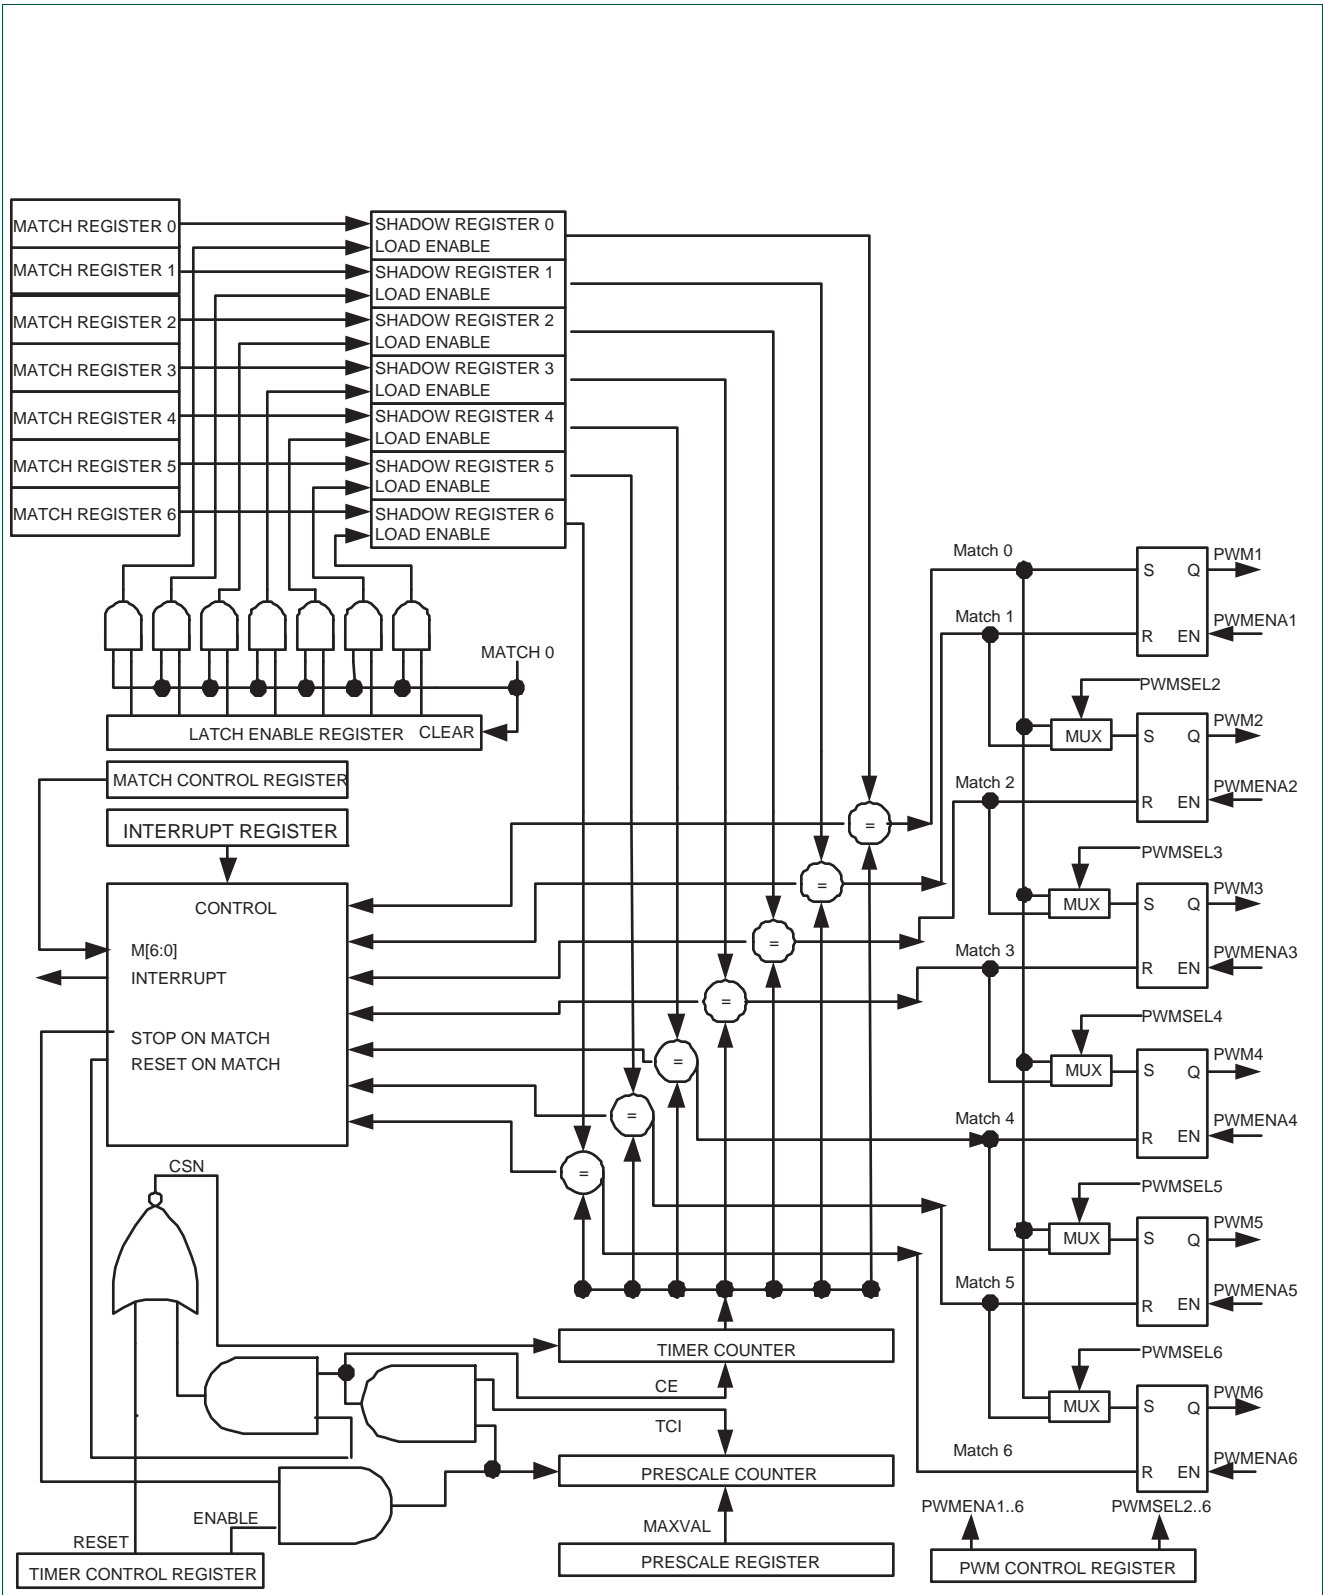 MATCH REGISTER 0
MATCH REGISTER 1
MATCH REGISTER 2
MATCH REGISTER 3
MATCH REGISTER 4
MATCH REGISTER 5
MATCH REGISTER 6
SHADOW REGISTER 0
LOAD ENABLE
SHADOW REGISTER 1
LOAD ENABLE
SHADOW REGISTER 2
LOAD ENABLE
SHADOW REGISTER 3
LOAD ENABLE
SHADOW REGISTER 4
LOAD ENABLE
SHADOW REGISTER 5
LOAD ENABLE
SHADOW REGISTER 6
LOAD ENABLE
MATCH 0
LATCH ENABLE REGISTER CLEAR
MATCH CONTROL REGISTER
INTERRUPT REGISTER
CONTROL
M[6:0]
INTERRUPT
STOP ON MATCH
RESET ON MATCH
=
=
=
=
=
=
=
Match 0
S Q PWM1
Match 1
R EN PWMENA1
PWMSEL2
MUX S Q PWM2
Match 2
R EN PWMENA2
PWMSEL3
MUX S Q PWM3
Match 3
R EN PWMENA3
PWMSEL4
MUX S Q PWM4
Match 4
R EN PWMENA4
PWMSEL5
MUX S Q PWM5
Match 5
R EN PWMENA5
PWMSEL6
MUX S Q PWM6
Match 6
R EN PWMENA6
CSN
TIMER COUNTER
CE
TCI
PRESCALE COUNTER
MAXVAL
PRESCALE REGISTER
ENABLE
RESET
TIMER CONTROL REGISTER
PWMENA1..6
PWMSEL2..6
PWM CONTROL REGISTER